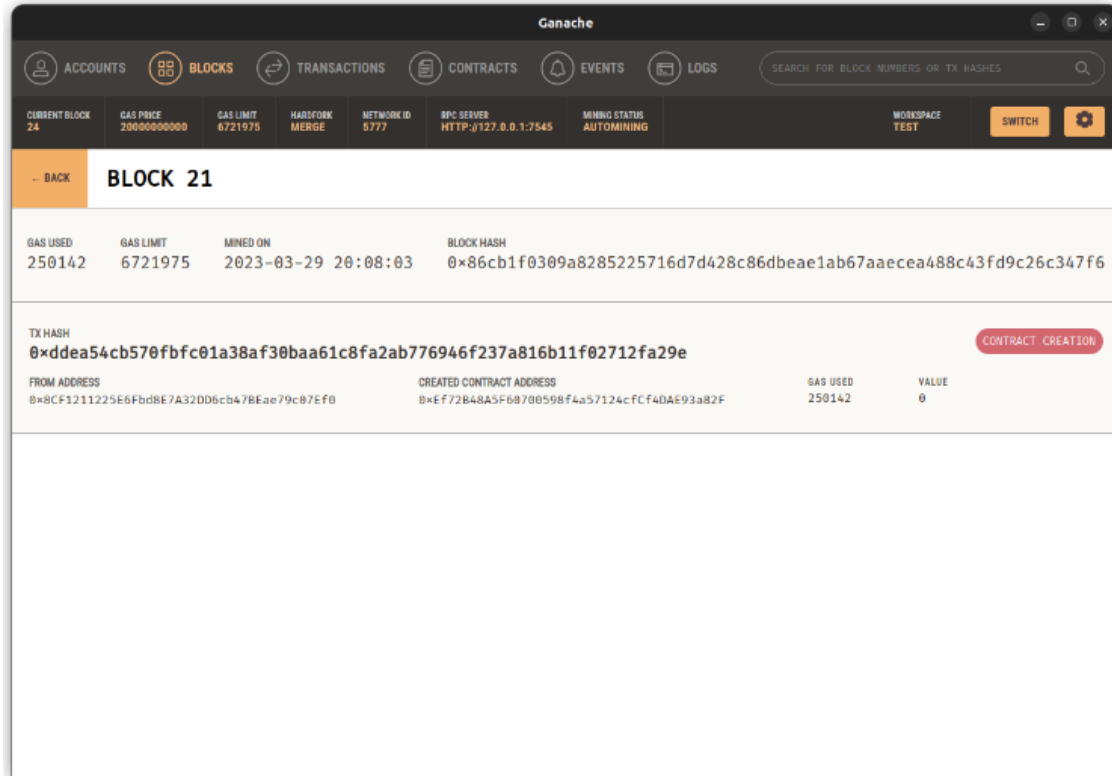 Ganache
ACCOUNTS BLOCKS TRANSACTIONS CONTRACTS EVENTS LOGS SEARCH FOR BLOCK NUMBERS OR TX HASHES
CURRENT BLOCK GAS PRICE GAS LIMIT HARDFORK NETWORK ID RPC SERVER MINING STATUS WORKSPACE
24 20000000000 6721975 MERGE 5777 HTTP://127.0.0.1:7545 AUTOMINING TEST SWITCH
← BACK BLOCK 21
GAS USED GAS LIMIT MINED ON BLOCK HASH
250142 6721975 2023-03-29 20:08:03 0×86cb1f0309a8285225716d7d428c86dbeae1ab67aaecea488c43fd9c26c347f6
TX HASH
0×ddea54cb570fbfc01a38af30baa61c8fa2ab776946f237a816b11f02712fa29e CONTRACT CREATION
FROM ADDRESS CREATED CONTRACT ADDRESS GAS USED VALUE
0×8CF1211225E6Fbd8E7A32DD6cb47BEae79c07Ef0 0×Ef72B48A5F60700598f4a57124cfCf4DAE93a82F 250142 0